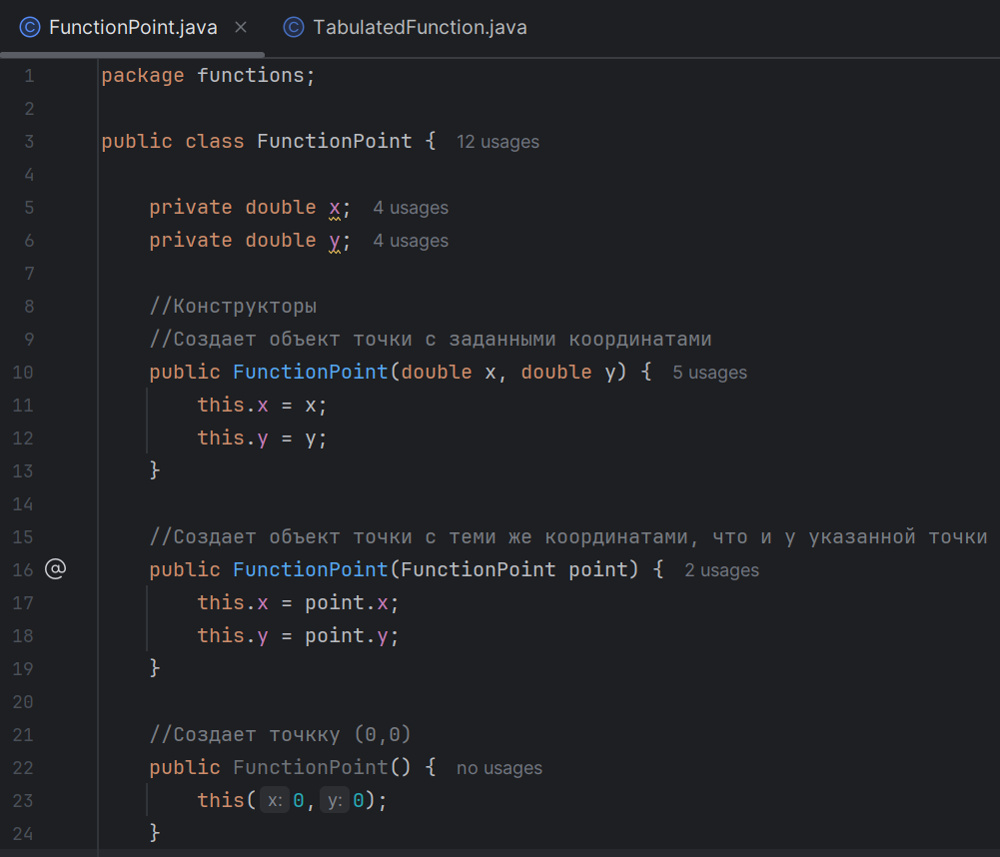 FunctionPoint.java × TabulatedFunction.java
1 package functions;
2
3 public class FunctionPoint { 12 usages
4
5 private double x; 4 usages
6 private double y; 4 usages
7
8 //Конструкторы
9 //Создает объект точки с заданными координатами
10 public FunctionPoint(double x, double y) { 5 usages
11 this.x = x;
12 this.y = y;
13 }
14
15 //Создает объект точки с теми же координатами, что и у указанной точки
16 @ public FunctionPoint(FunctionPoint point) { 2 usages
17 this.x = point.x;
18 this.y = point.y;
19 }
20
21 //Создает точкку (0,0)
22 public FunctionPoint() { no usages
23 this( x: 0, y: 0);
24 }